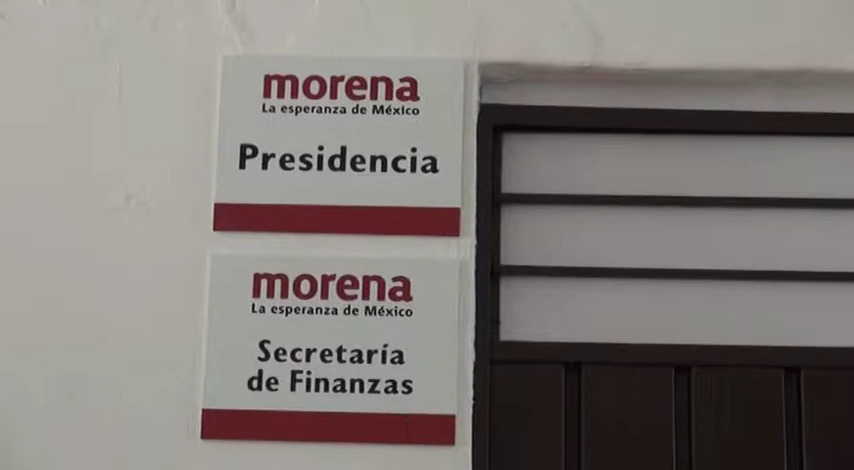 morena
La esperanza de México
Presidencia
morena
La esperanza de México
Secretaría
de Finanzas